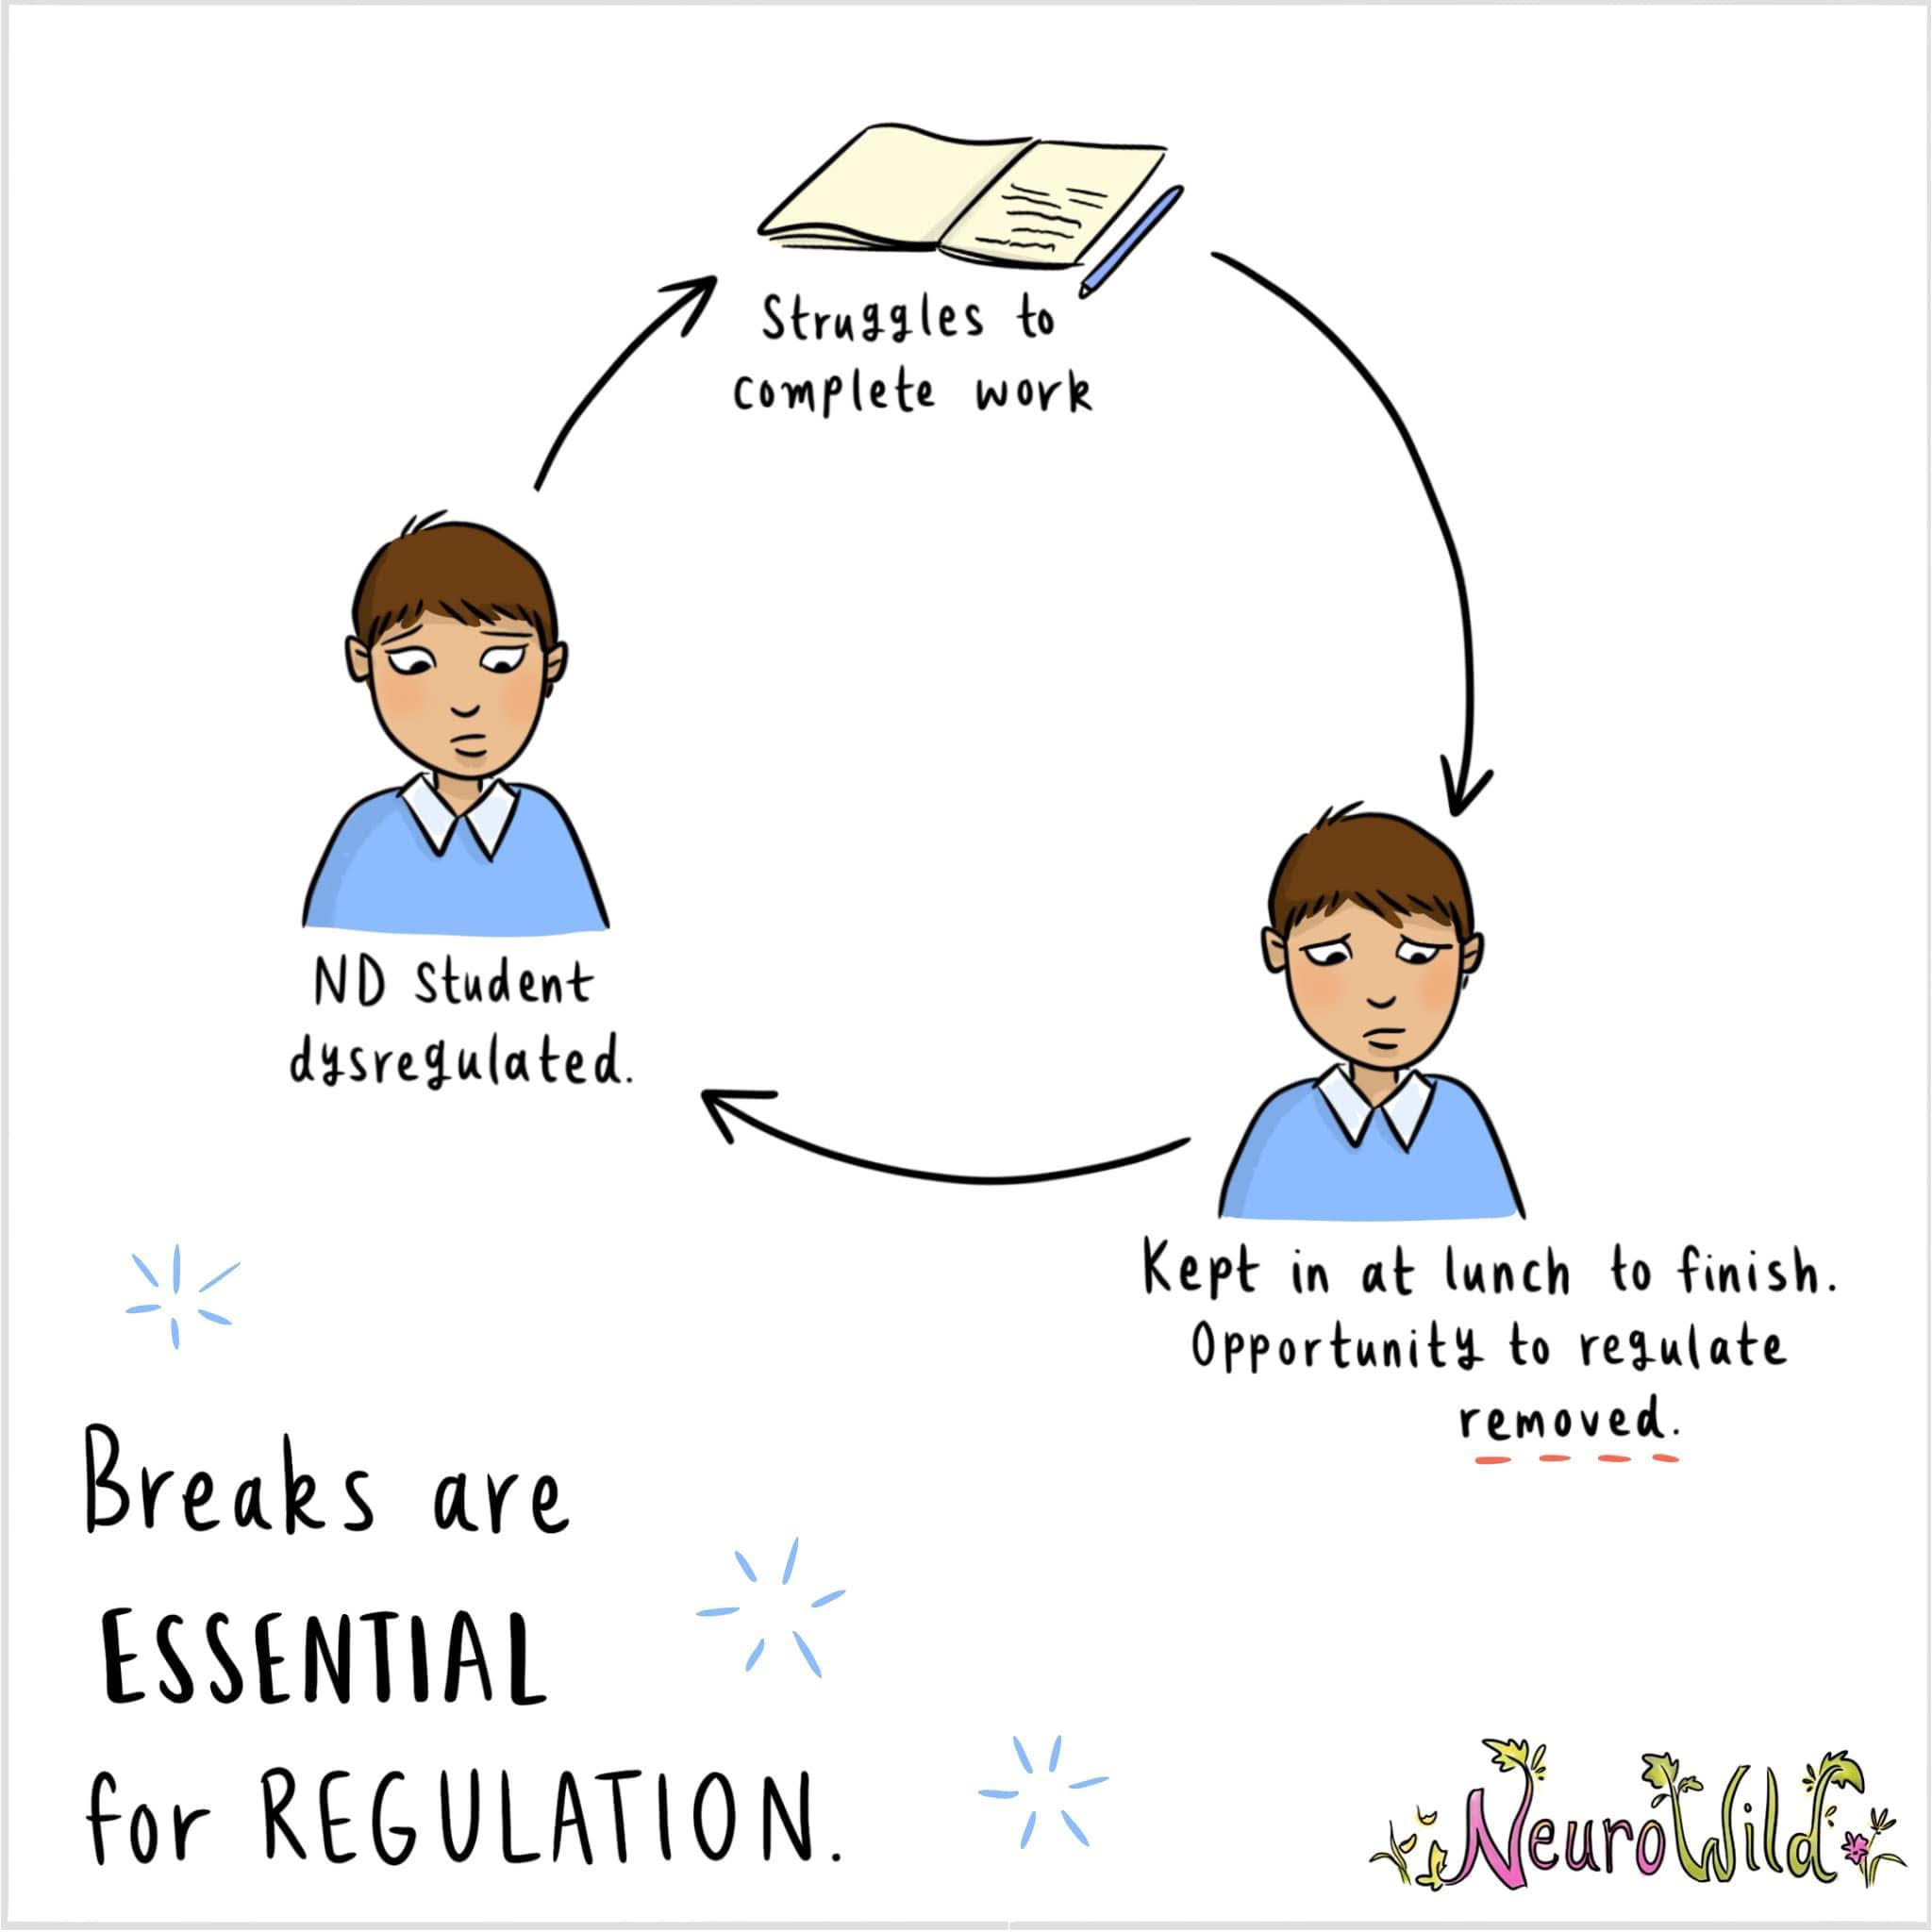 Struggles to
complete work
ND student
dysregulated.
Kept in at lunch to finish.
Opportunity to regulate
removed.
Breaks are
ESSENTIAL
for REGULATION.
NeuroWild